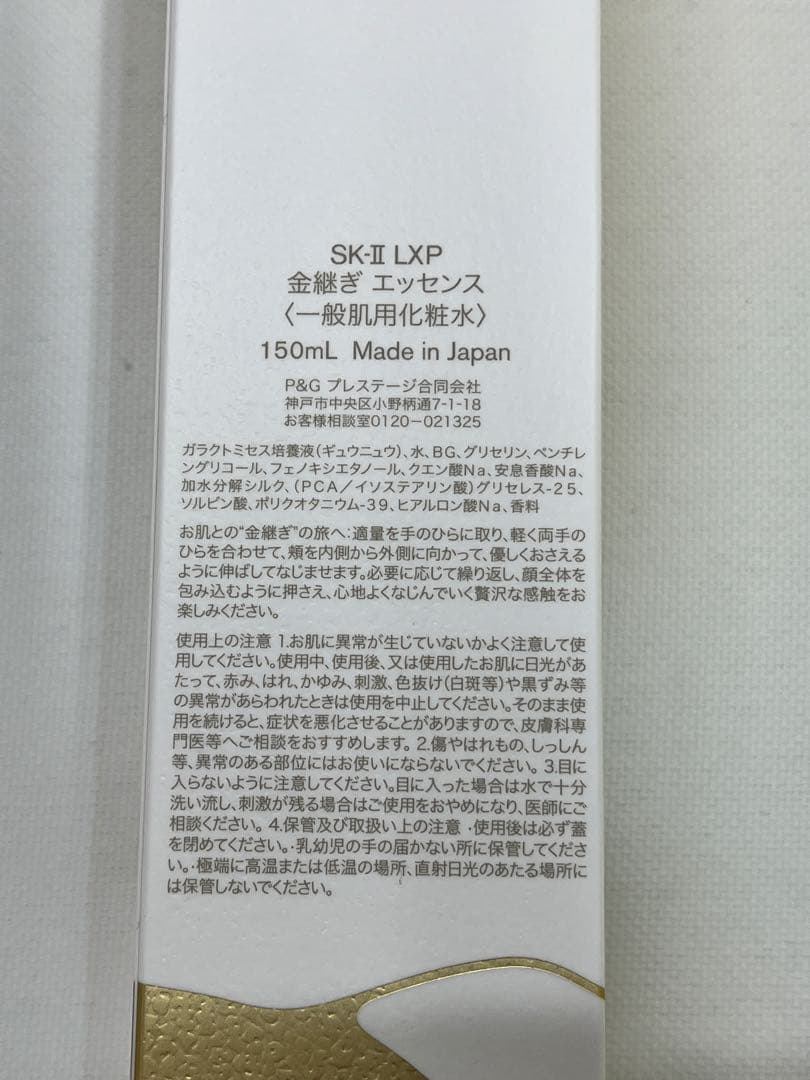 SK-Ⅱ LXP
金継ぎ エッセンス
〈一般肌用化粧水〉
150mL Made in Japan
P&G プレステージ合同会社
神戸市中央区小野柄通7-1-18
お客様相談室0120-021325
ガラクトミセス培養液(ギュウニュウ)、水、BG、グリセリン、ペンチレ
ングリコール、フェノキシエタノール、クエン酸Na、安息香酸Na、
加水分解シルク、(PCA/イソステアリン酸)グリセレス-25、
ソルビン酸、ポリクオタニウム-39、ヒアルロン酸Na、香料
お肌との“金継ぎ”の旅へ:適量を手のひらに取り、軽く両手の
ひらを合わせて、頬を内側から外側に向かって、優しくおさえる
ように伸ばしてなじませます。必要に応じて繰り返し、顔全体を
包み込むように押さえ、心地よくなじんでいく贅沢な感触をお
楽しみください。
使用上の注意 1.お肌に異常が生じていないかよく注意して使
用してください。使用中、使用後、又は使用したお肌に日光があ
たって、赤み、はれ、かゆみ、刺激、色抜け(白斑等)や黒ずみ等
の異常があらわれたときは使用を中止してください。そのまま使
用を続けると、症状を悪化させることがありますので、皮膚科専
門医等へご相談をおすすめします。 2.傷やはれもの、しっしん
等、異常のある部位にはお使いにならないでください。 3.目に
入らないように注意してください。目に入った場合は水で十分
洗い流し、刺激が残る場合はご使用をおやめになり、医師にご
相談ください。 4.保管及び取扱い上の注意 ・使用後は必ず蓋
を閉めてください。・乳幼児の手の届かない所に保管してくださ
い。・極端に高温または低温の場所、直射日光のあたる場所に
は保管しないでください。